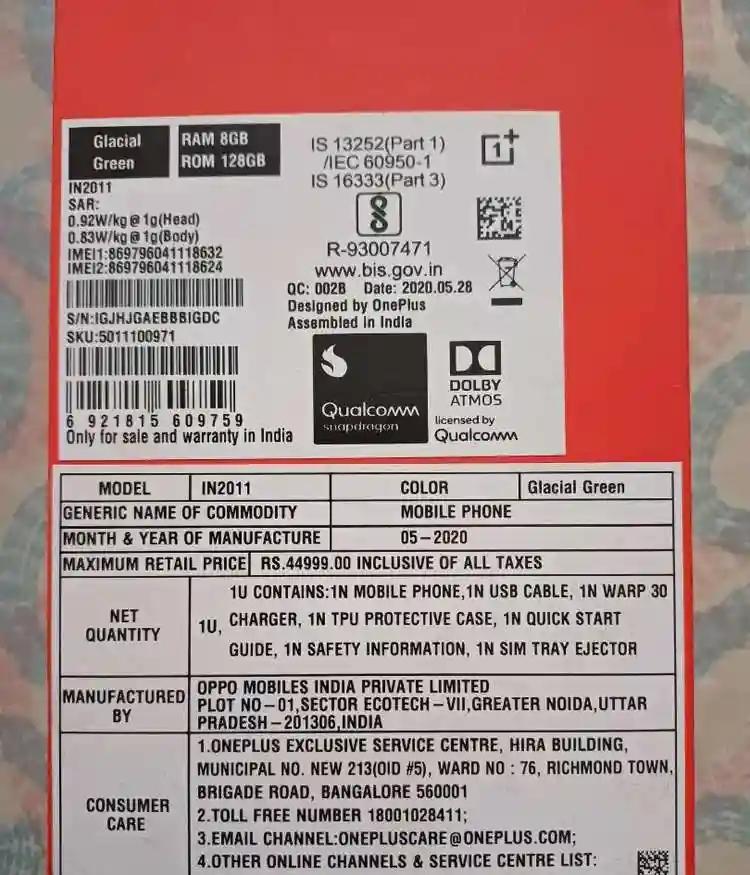 Glacial
Green
RAM 8GB
ROM 128GB
IN2011
SAR:
0.92W/kg @ 1g(Head)
0.83W/kg @ 1g(Body)
IMEI1:869796041118632
IMEI2:869796041118624
S/N:IGJHJGAEBBBIGDC
SKU:5011100971
6 921815 609759
Only for sale and warranty in India
IS 13252(Part 1)
/IEC 60950-1
IS 16333(Part 3)
R-93007471
www.bis.gov.in
QC: 002B Date: 2020.05.28
Designed by OnePlus
Assembled in India
Qualcomm
snapdragon
1+
DOLBY
ATMOS
licensed by
Qualcomm
MODEL IN2011 COLOR Glacial Green
GENERIC NAME OF COMMODITY MOBILE PHONE
MONTH & YEAR OF MANUFACTURE 05-2020
MAXIMUM RETAIL PRICE RS.44999.00 INCLUSIVE OF ALL TAXES
NET
QUANTITY
1U,
1U CONTAINS:1N MOBILE PHONE,1N USB CABLE, 1N WARP 30
CHARGER, 1N TPU PROTECTIVE CASE, 1N QUICK START
GUIDE, 1N SAFETY INFORMATION, 1N SIM TRAY EJECTOR
MANUFACTURED
BY
OPPO MOBILES INDIA PRIVATE LIMITED
PLOT NO-01,SECTOR ECOTECH-VII,GREATER NOIDA,UTTAR
PRADESH-201306,INDIA
CONSUMER
CARE
1.ONEPLUS EXCLUSIVE SERVICE CENTRE, HIRA BUILDING,
MUNICIPAL NO. NEW 213(OID #5), WARD NO : 76, RICHMOND TOWN,
BRIGADE ROAD, BANGALORE 560001
2.TOLL FREE NUMBER 18001028411;
3.EMAIL CHANNEL:ONEPLUSCARE@ONEPLUS.COM;
4.OTHER ONLINE CHANNELS & SERVICE CENTRE LIST: